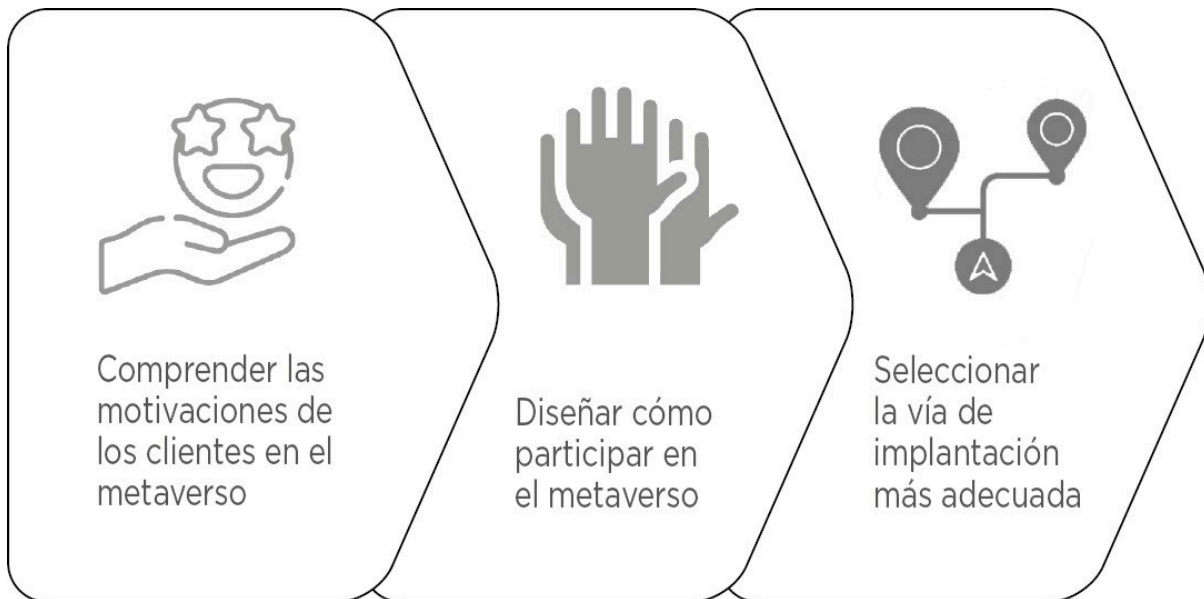 Comprender las
motivaciones de
los clientes en el
metaverso
Diseñar cómo
participar en
el metaverso
Seleccionar
la vía de
implantación
más adecuada